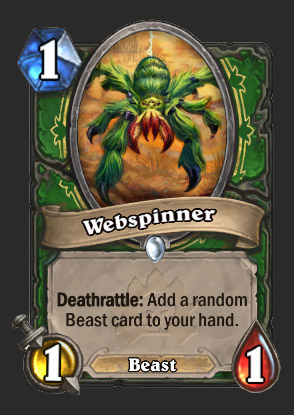 1
Webspinner
Deathrattle: Add a random
Beast card to your hand.
1
Beast
1